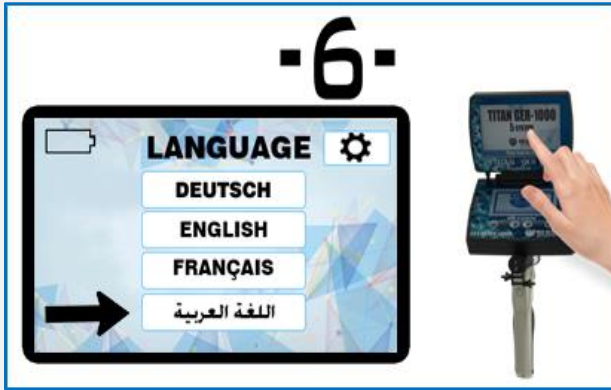 -6-
LANGUAGE
DEUTSCH
ENGLISH
FRANÇAIS
اللغة العربية
TITAN GER-1000